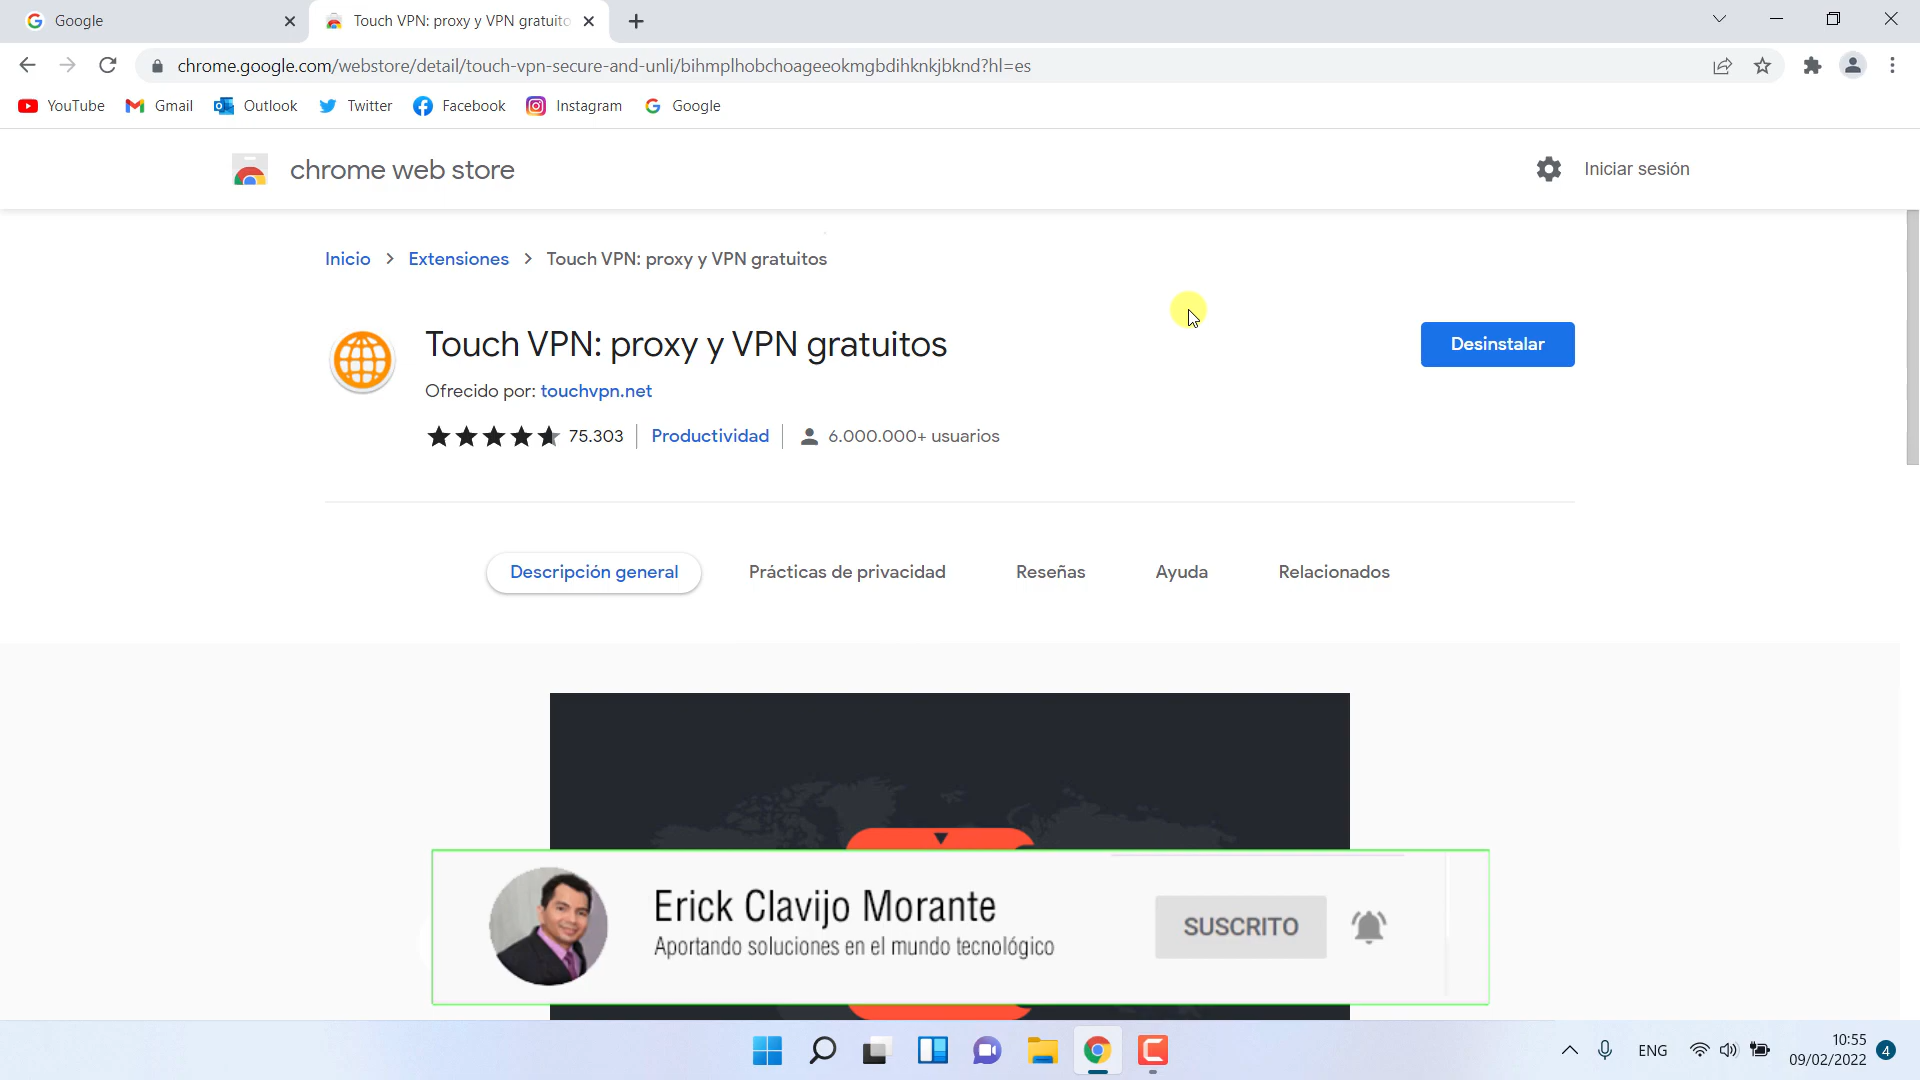 Google
Touch VPN: proxy y VPN gratuito
chrome.google.com/webstore/detail/touch-vpn-secure-and-unli/bihmplhobchoageeokmgbdihknkjbknd?hl=es
YouTube Gmail Outlook Twitter Facebook Instagram Google
chrome web store
Iniciar sesión
Inicio > Extensiones > Touch VPN: proxy y VPN gratuitos
Touch VPN: proxy y VPN gratuitos
Desinstalar
Ofrecido por: touchvpn.net
75.303 Productividad 6.000.000+ usuarios
Descripción general Prácticas de privacidad Reseñas Ayuda Relacionados
Erick Clavijo Morante
Aportando soluciones en el mundo tecnológico
SUSCRITO
ENG
10:55
09/02/2022
4